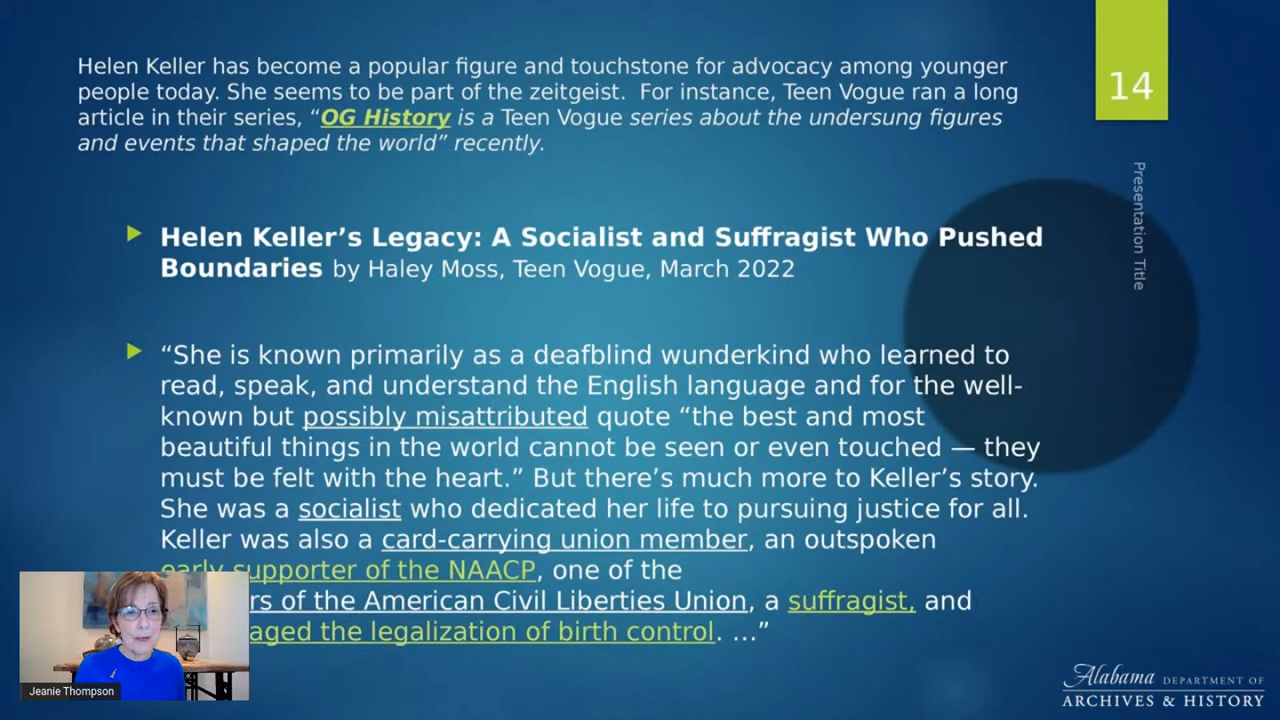 Helen Keller has become a popular figure and touchstone for advocacy among younger
people today. She seems to be part of the zeitgeist.  For instance, Teen Vogue ran a long
article in their series, “OG History is a Teen Vogue series about the undersung figures
and events that shaped the world” recently.
14
Presentation Title
Helen Keller’s Legacy: A Socialist and Suffragist Who Pushed
Boundaries by Haley Moss, Teen Vogue, March 2022
“She is known primarily as a deafblind wunderkind who learned to
read, speak, and understand the English language and for the well-
known but possibly misattributed quote “the best and most
beautiful things in the world cannot be seen or even touched — they
must be felt with the heart.” But there’s much more to Keller’s story.
She was a socialist who dedicated her life to pursuing justice for all.
Keller was also a card-carrying union member, an outspoken
early supporter of the NAACP, one of the
rs of the American Civil Liberties Union, a suffragist, and
aged the legalization of birth control. …”
Jeanie Thompson
Alabama DEPARTMENT OF
ARCHIVES & HISTORY